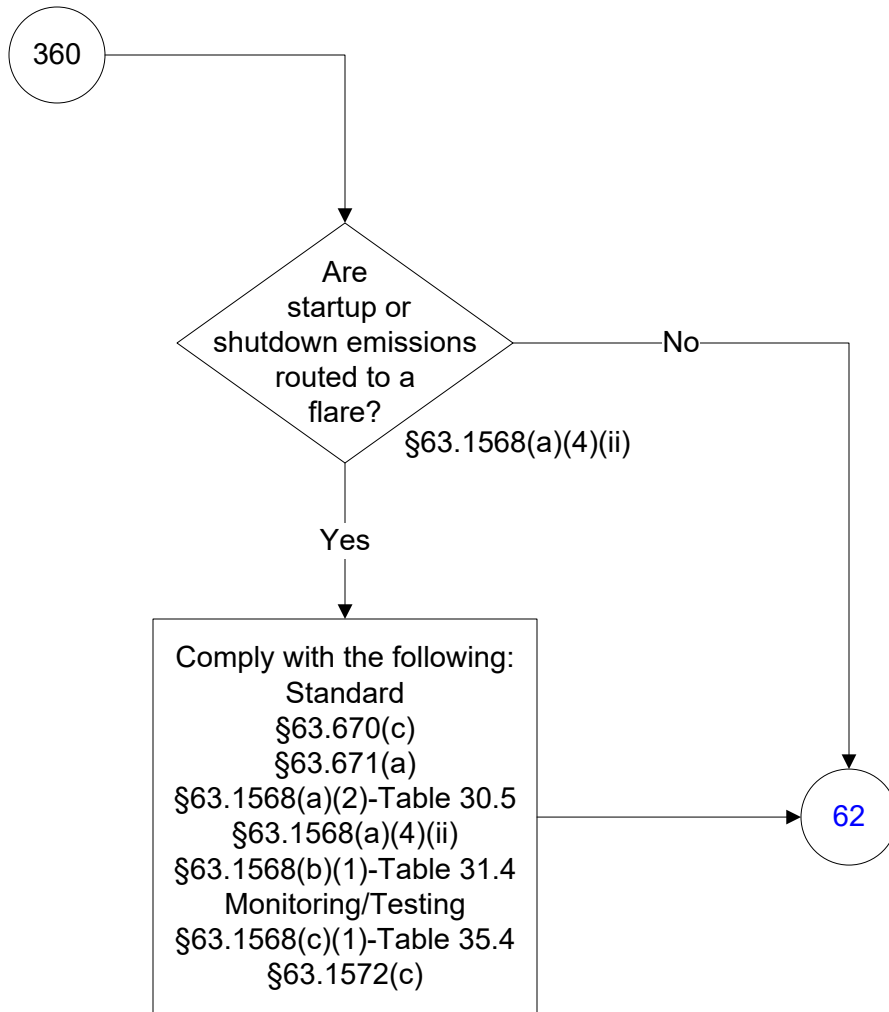 360
Are
startup or
shutdown emissions
routed to a
flare?
No
§63.1568(a)(4)(ii)
Yes
Comply with the following:
Standard
§63.670(c)
§63.671(a)
§63.1568(a)(2)-Table 30.5
§63.1568(a)(4)(ii)
§63.1568(b)(1)-Table 31.4
Monitoring/Testing
§63.1568(c)(1)-Table 35.4
§63.1572(c)
62